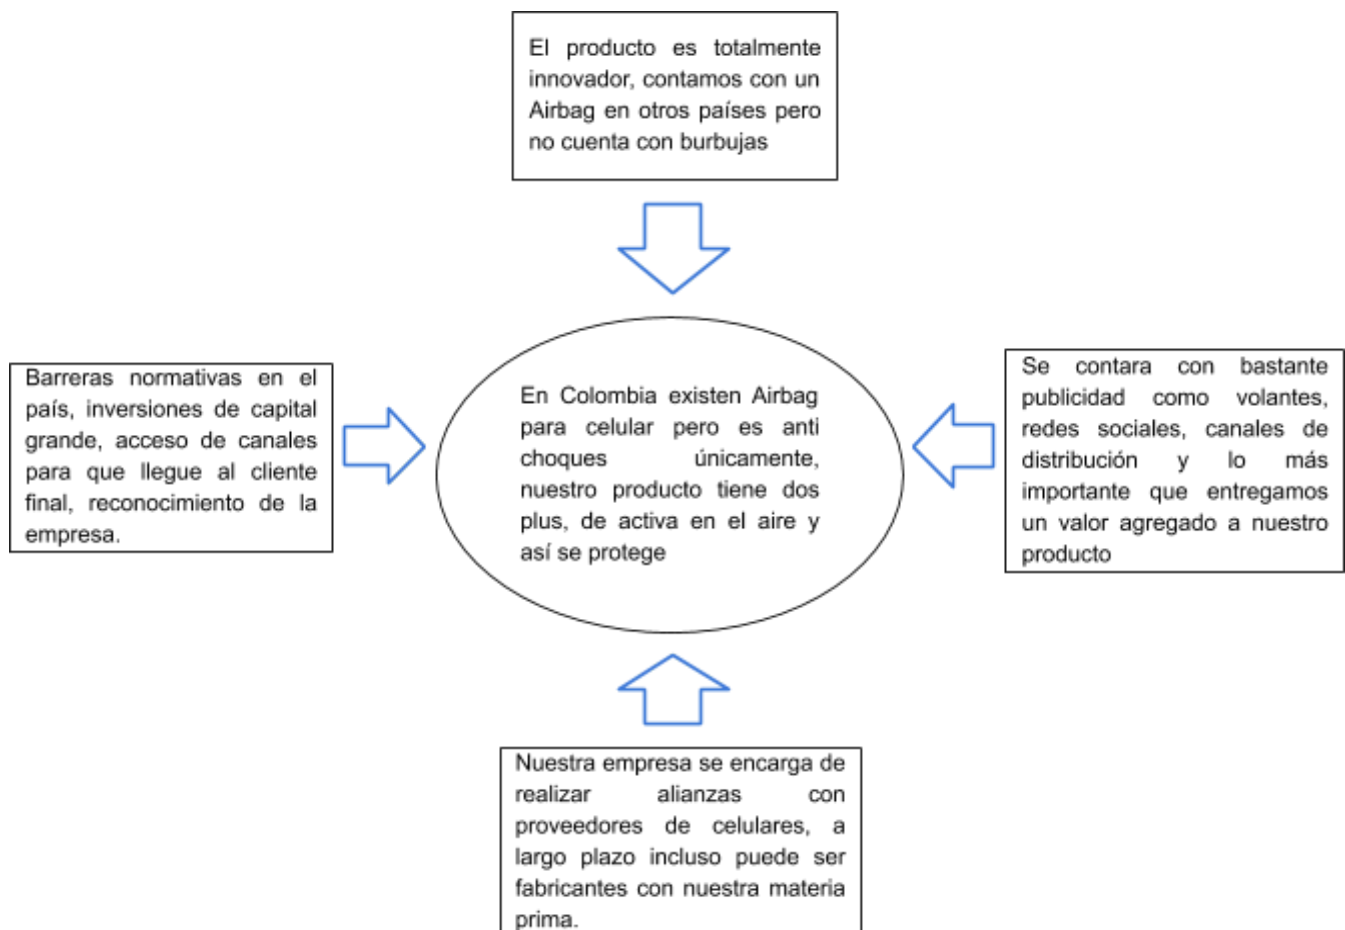 El producto es totalmente
innovador, contamos con un
Airbag en otros países pero
no cuenta con burbujas
Barreras normativas en el
país, inversiones de capital
grande, acceso de canales
para que llegue al cliente
final, reconocimiento de la
empresa.
En Colombia existen Airbag
para celular pero es anti
choques únicamente,
nuestro producto tiene dos
plus, de activa en el aire y
así se protege
Se contara con bastante
publicidad como volantes,
redes sociales, canales de
distribución y lo más
importante que entregamos
un valor agregado a nuestro
producto
Nuestra empresa se encarga de
realizar alianzas con
proveedores de celulares, a
largo plazo incluso puede ser
fabricantes con nuestra materia
prima.